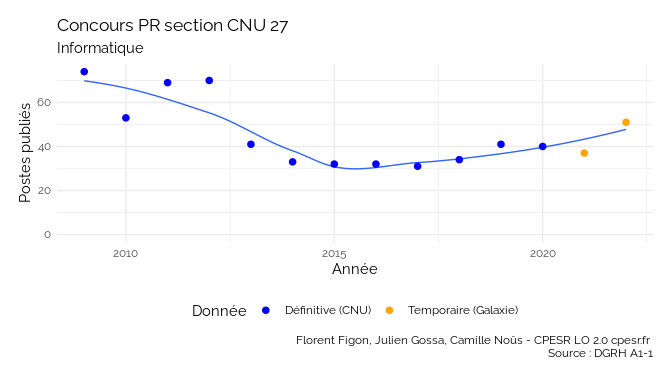 Concours PR section CNU 27
Informatique
Postes publiés
60
40
20
0
2010
2015
2020
Année
Donnée
Définitive (CNU)
Temporaire (Galaxie)
Florent Figon, Julien Gossa, Camille Noûs - CPESR LO 2.0 cpesr.fr
Source : DGRH A1-1